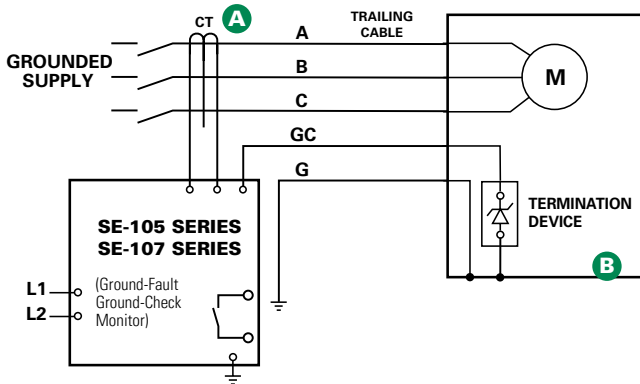 CT
A
TRAILING
CABLE
A
GROUNDED
SUPPLY
B
M
C
GC
G
SE-105 SERIES
SE-107 SERIES
TERMINATION
DEVICE
B
L1
L2
(Ground-Fault
Ground-Check
Monitor)